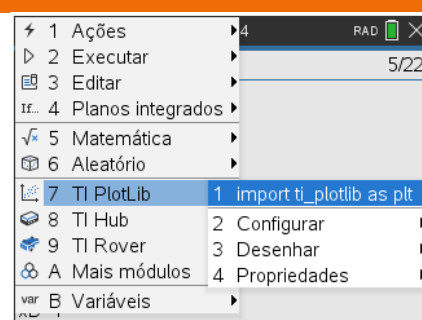 1 Ações
4 RAD
2 Executar
5/22
3 Editar
If... 4 Planos integrados
5 Matemática
6 Aleatório
7 TI PlotLib
1 import ti_plotlib as plt
8 TI Hub
2 Configurar
9 TI Rover
3 Desenhar
A Mais módulos
4 Propriedades
var B Variáveis